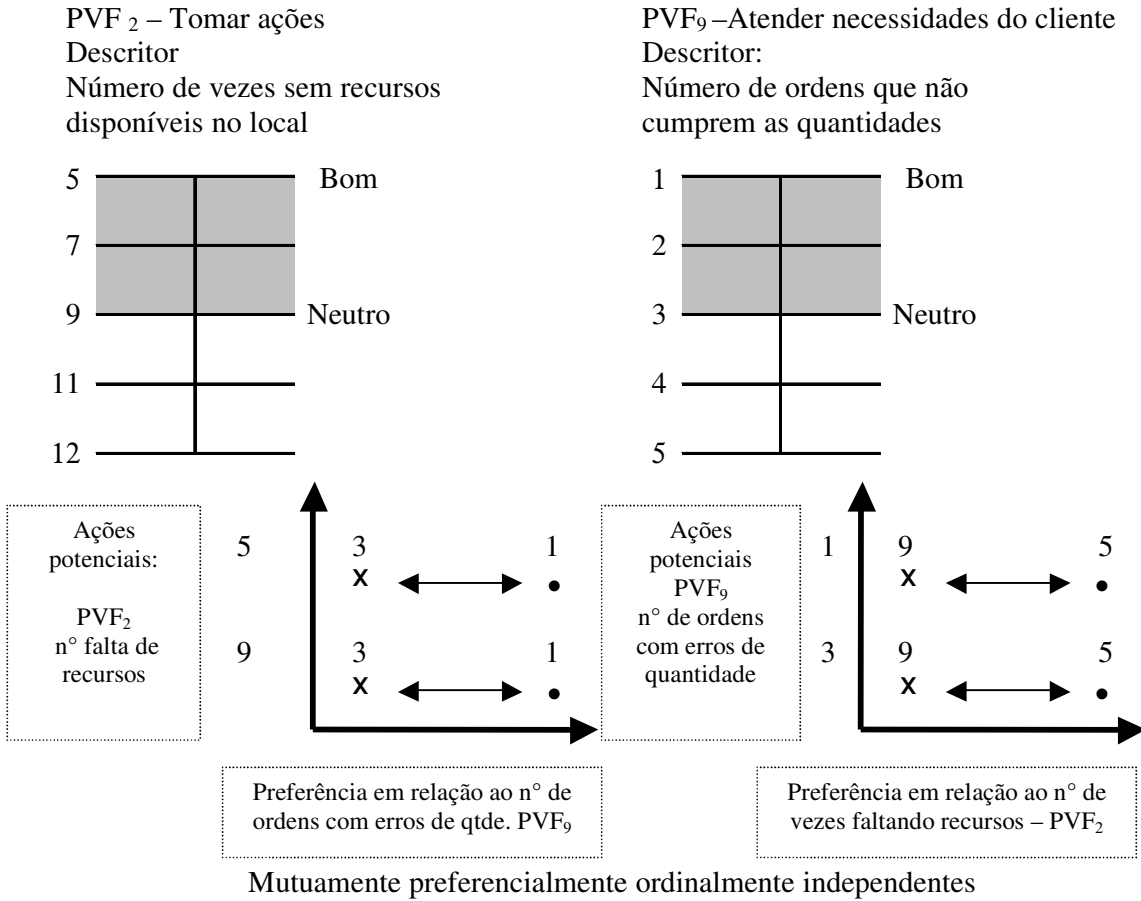 PVF 2 – Tomar ações
Descritor
Número de vezes sem recursos
disponíveis no local
5 Bom
7
9 Neutro
11
12
PVF9 –Atender necessidades do cliente
Descritor:
Número de ordens que não
cumprem as quantidades
1 Bom
2
3 Neutro
4
5
Ações
potenciais:
PVF2
n° falta de
recursos
5 3 1
x •
9 3 1
x •
Preferência em relação ao n° de
ordens com erros de qtde. PVF9
Ações
potenciais
PVF9
n° de ordens
com erros de
quantidade
1 9 5
x •
3 9 5
x •
Preferência em relação ao n° de
vezes faltando recursos – PVF2
Mutuamente preferencialmente ordinalmente independentes